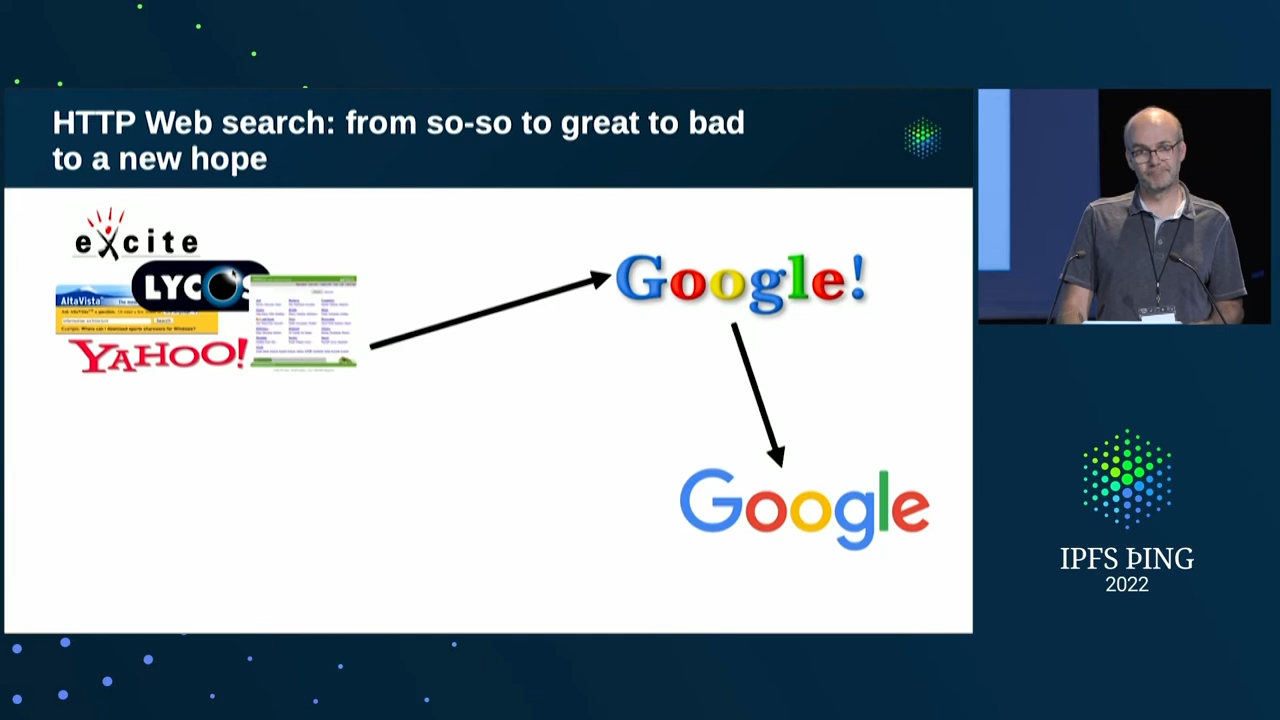 HTTP Web search: from so-so to great to bad
to a new hope
excite
LYCOS
AltaVista
YAHOO!
Google!
Google
IPFS ÞING
2022